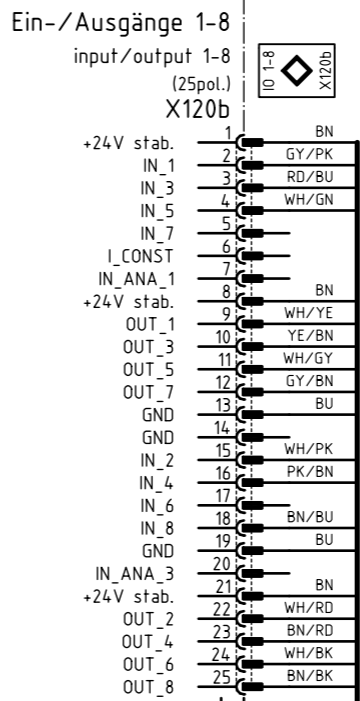 Ein-/Ausgänge 1-8
input/output 1-8
(25pol.)
X120b
IO 1-8
X120b
+24V stab. 1 BN
IN_1 2 GY/PK
IN_3 3 RD/BU
IN_5 4 WH/GN
IN_7 5
I_CONST 6
IN_ANA_1 7
+24V stab. 8 BN
OUT_1 9 WH/YE
OUT_3 10 YE/BN
OUT_5 11 WH/GY
OUT_7 12 GY/BN
GND 13 BU
GND 14
IN_2 15 WH/PK
IN_4 16 PK/BN
IN_6 17
IN_8 18 BN/BU
GND 19 BU
IN_ANA_3 20
+24V stab. 21 BN
OUT_2 22 WH/RD
OUT_4 23 BN/RD
OUT_6 24 WH/BK
OUT_8 25 BN/BK